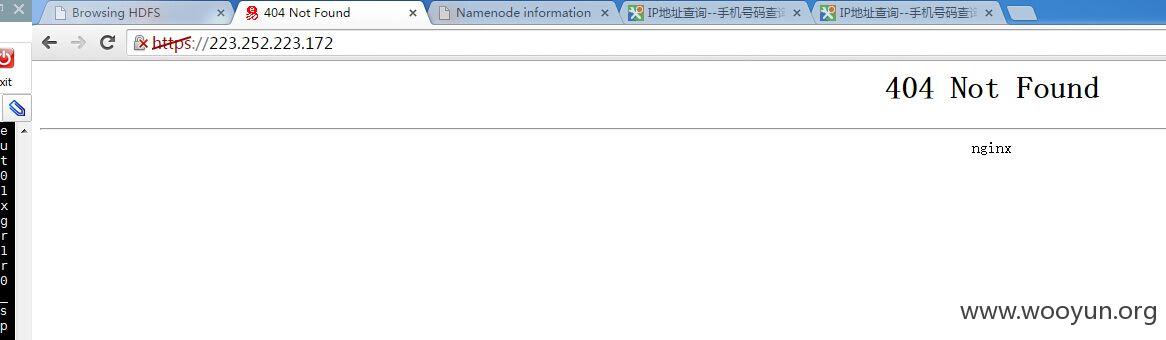 Browsing HDFS
404 Not Found
Namenode information
IP地址查询--手机号码查询
IP地址查询--手机号码查询
https://223.252.223.172
xit
404 Not Found
nginx
e
u
t
0
l
x
g
r
l
r
0
_
s
p
www.wooyun.org